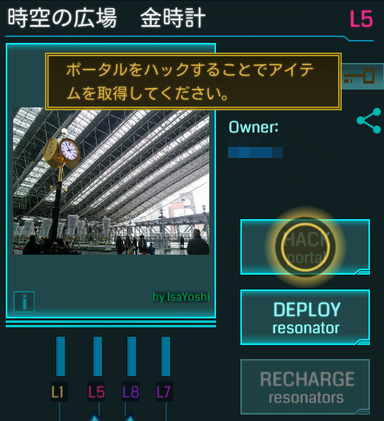 時空の広場　金時計
L5
ポータルをハックすることでアイテ
ムを取得してください。
Owner:
HACK
portal
by IsaYoshi
i
DEPLOY
resonator
L1 L5 L8 L7
RECHARGE
resonators